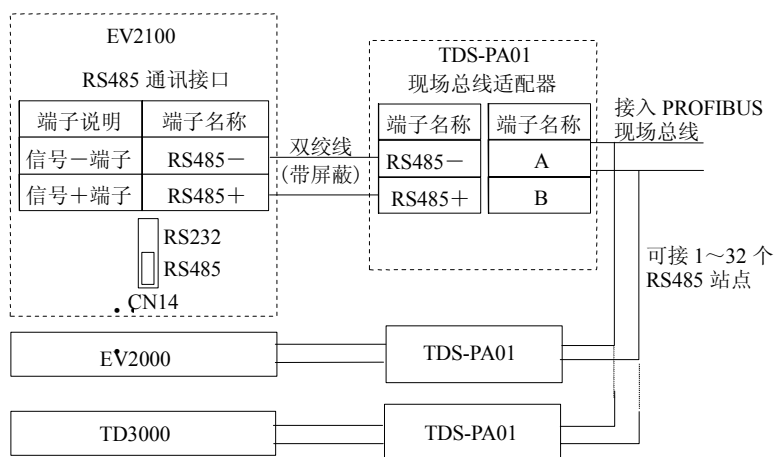 EV2100
RS485 通讯接口
端子说明 端子名称
信号－端子 RS485－
信号＋端子 RS485＋
RS232
RS485
CN14
双绞线
(带屏蔽)
TDS-PA01
现场总线适配器
端子名称 端子名称
RS485－ A
RS485＋ B
接入 PROFIBUS
现场总线
可接 1～32 个
RS485 站点
EV2000
TDS-PA01
TD3000
TDS-PA01